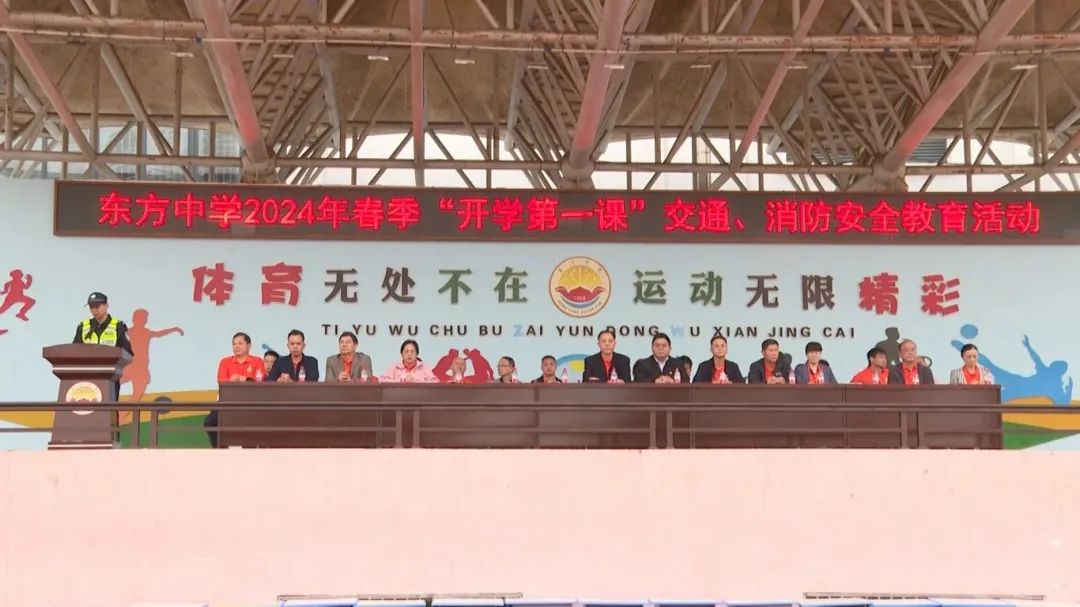 东方中学2024年春季“开学第一课”交通、消防安全教育活动
体育无处不在 运动无限精彩
TI YU WU CHU BU ZAI YUN DONG WU XIAN JING CAI